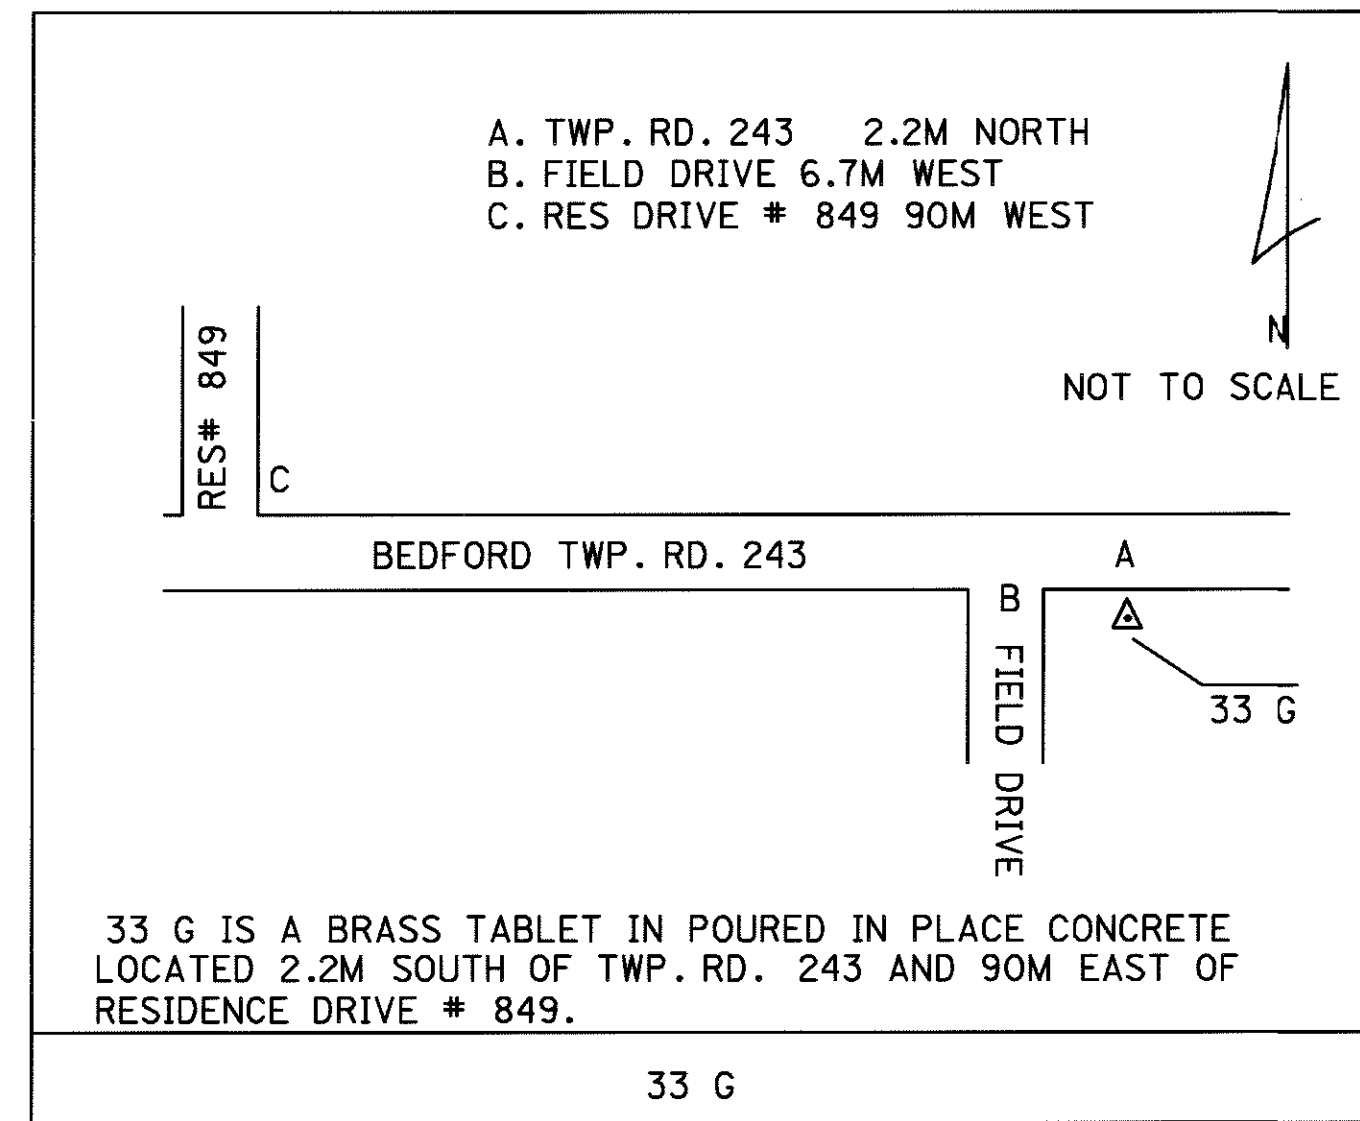 A. TWP. RD. 243 2.2M NORTH
B. FIELD DRIVE 6.7M WEST
C. RES DRIVE # 849 90M WEST
N
NOT TO SCALE
RES# 849
C
BEDFORD TWP. RD. 243
A
B
FIELD DRIVE
33 G
33 G IS A BRASS TABLET IN POURED IN PLACE CONCRETE
LOCATED 2.2M SOUTH OF TWP. RD. 243 AND 90M EAST OF
RESIDENCE DRIVE # 849.
33 G